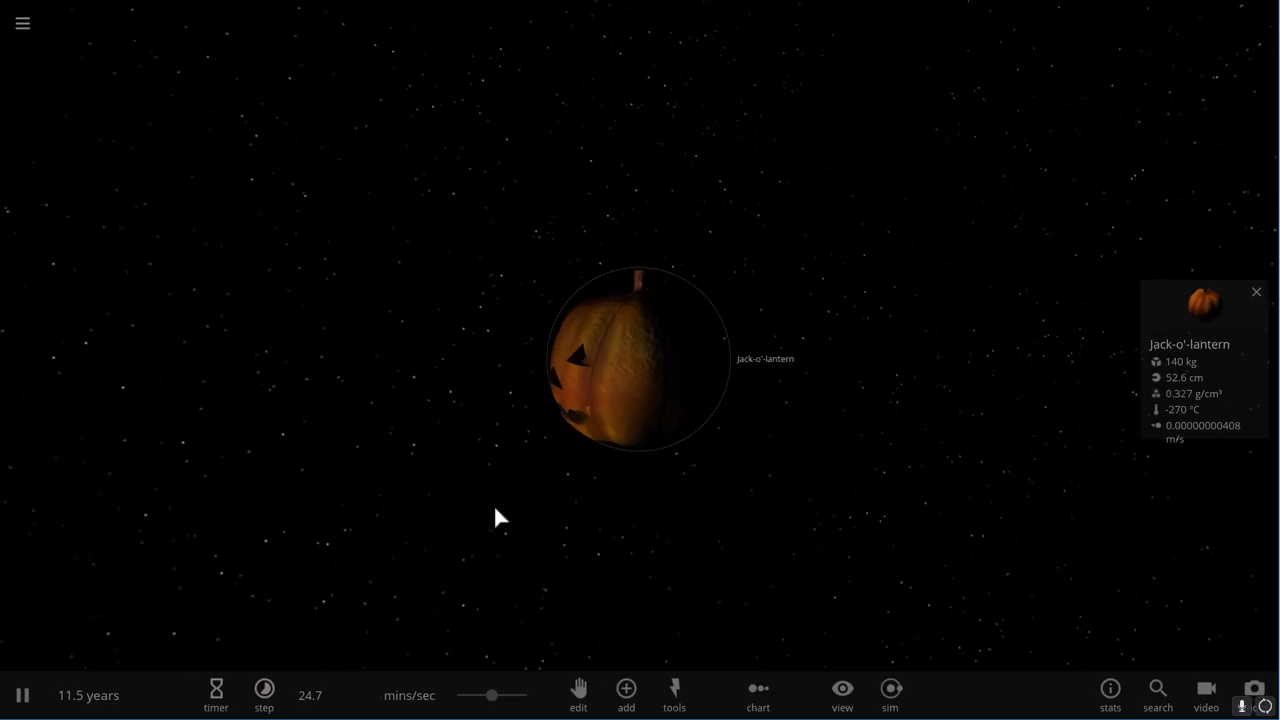 Jack-o'-lantern
Jack-o'-lantern
140 kg
52.6 cm
0.327 g/cm³
-270 °C
0.00000000408
m/s
11.5 years
timer
step
24.7
mins/sec
edit
add
tools
chart
view
sim
stats
search
video